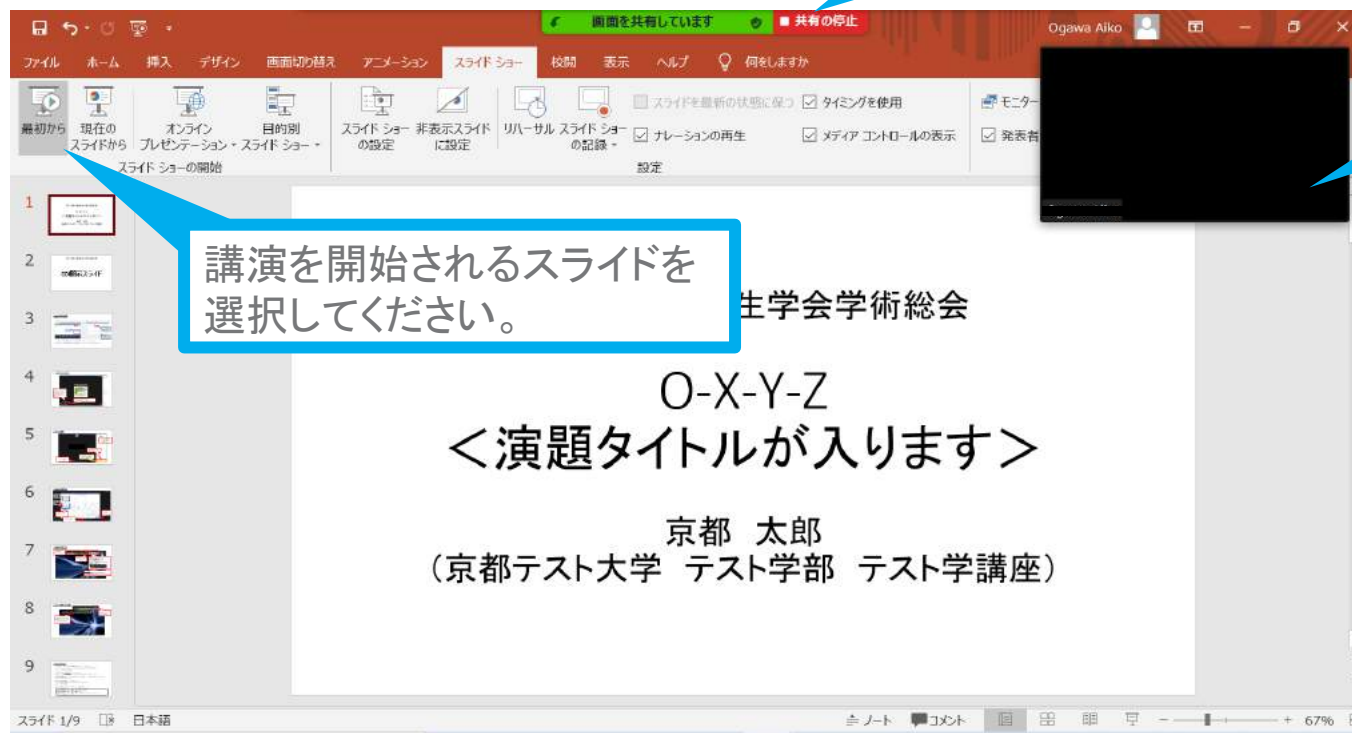 画面を共有しています 共有の停止
Ogawa Aiko
ファイル ホーム 挿入 デザイン 画面切り替え アニメーション スライド ショー 校閲 表示 ヘルプ 何をしますか
最初から 現在の スライドから オンライン プレゼンテーション 目的別 スライド ショー スライド ショー の設定 非表示スライド に設定 リハーサル スライド ショー の記録
スライドを最新の状態に保つ タイミングを使用 モニター
ナレーションの再生 メディア コントロールの表示 発表者
スライド ショーの開始 設定
講演を開始されるスライドを
選択してください。
生学会学術総会
O-X-Y-Z
<演題タイトルが入ります>
京都 太郎
(京都テスト大学 テスト学部 テスト学講座)
1
2
3
4
5
6
7
8
9
スライド 1/9 日本語 ノート コメント 67%